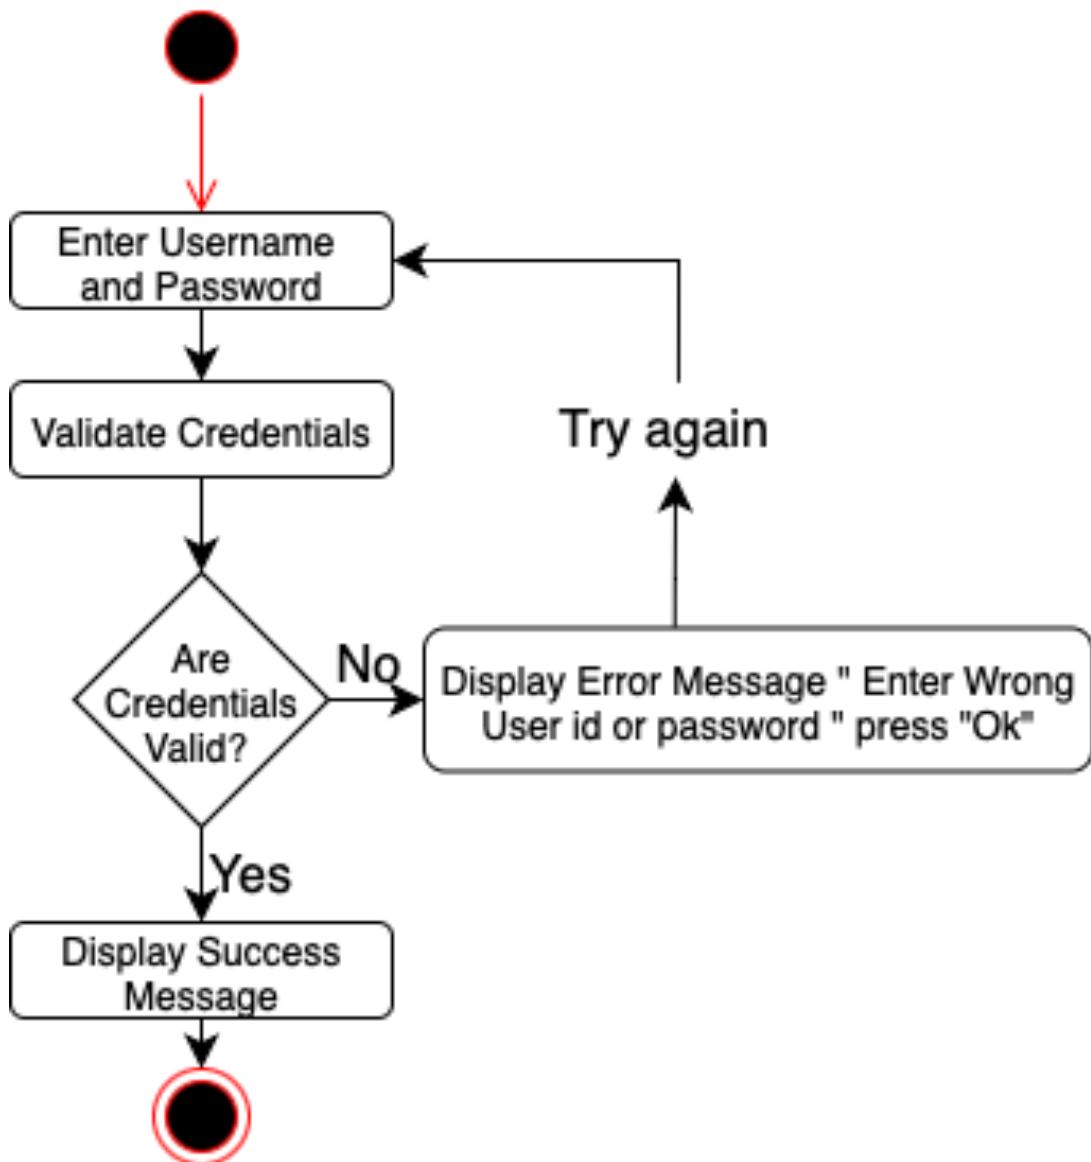 Enter Username
and Password
Validate Credentials
Try again
Are
Credentials
Valid?
No
Display Error Message " Enter Wrong
User id or password " press "Ok"
Yes
Display Success
Message